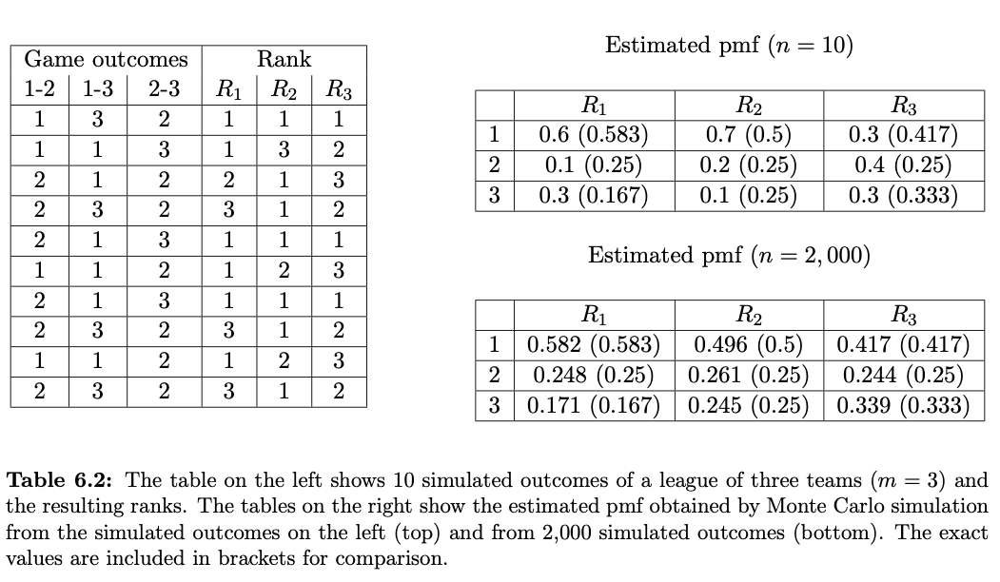 Game outcomes Rank
1-2 1-3 2-3 R₁ R₂ R₃
1 3 2 1 1 1
1 1 3 1 3 2
2 1 2 2 1 3
2 3 2 3 1 2
2 1 3 1 1 1
1 1 2 1 2 3
2 1 3 1 1 1
2 3 2 3 1 2
1 1 2 1 2 3
2 3 2 3 1 2
Estimated pmf (n = 10)
R₁ R₂ R₃
1 0.6 (0.583) 0.7 (0.5) 0.3 (0.417)
2 0.1 (0.25) 0.2 (0.25) 0.4 (0.25)
3 0.3 (0.167) 0.1 (0.25) 0.3 (0.333)
Estimated pmf (n = 2, 000)
R₁ R₂ R₃
1 0.582 (0.583) 0.496 (0.5) 0.417 (0.417)
2 0.248 (0.25) 0.261 (0.25) 0.244 (0.25)
3 0.171 (0.167) 0.245 (0.25) 0.339 (0.333)
Table 6.2: The table on the left shows 10 simulated outcomes of a league of three teams (m = 3) and
the resulting ranks. The tables on the right show the estimated pmf obtained by Monte Carlo simulation
from the simulated outcomes on the left (top) and from 2,000 simulated outcomes (bottom). The exact
values are included in brackets for comparison.